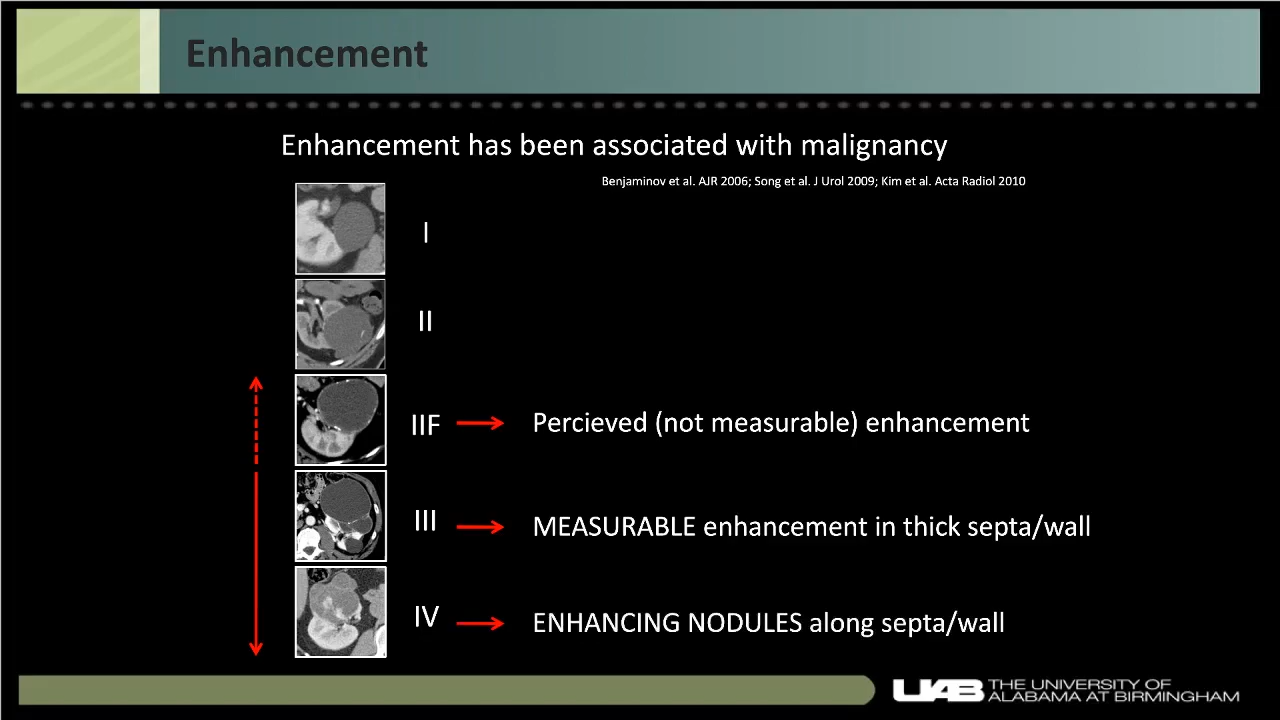 Enhancement
Enhancement has been associated with malignancy
Benjaminov et al. AJR 2006; Song et al. J Urol 2009; Kim et al. Acta Radiol 2010
I
II
IIF
Percieved (not measurable) enhancement
III
MEASURABLE enhancement in thick septa/wall
IV
ENHANCING NODULES along septa/wall
UAB THE UNIVERSITY OF
ALABAMA AT BIRMINGHAM